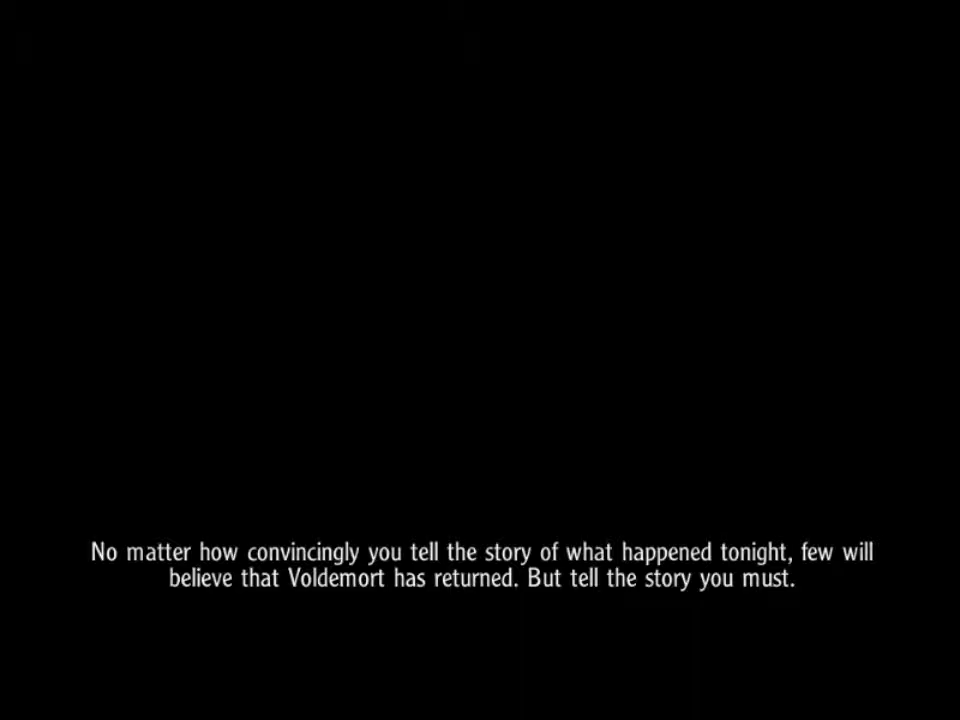 No matter how convincingly you tell the story of what happened tonight, few will
believe that Voldemort has returned. But tell the story you must.